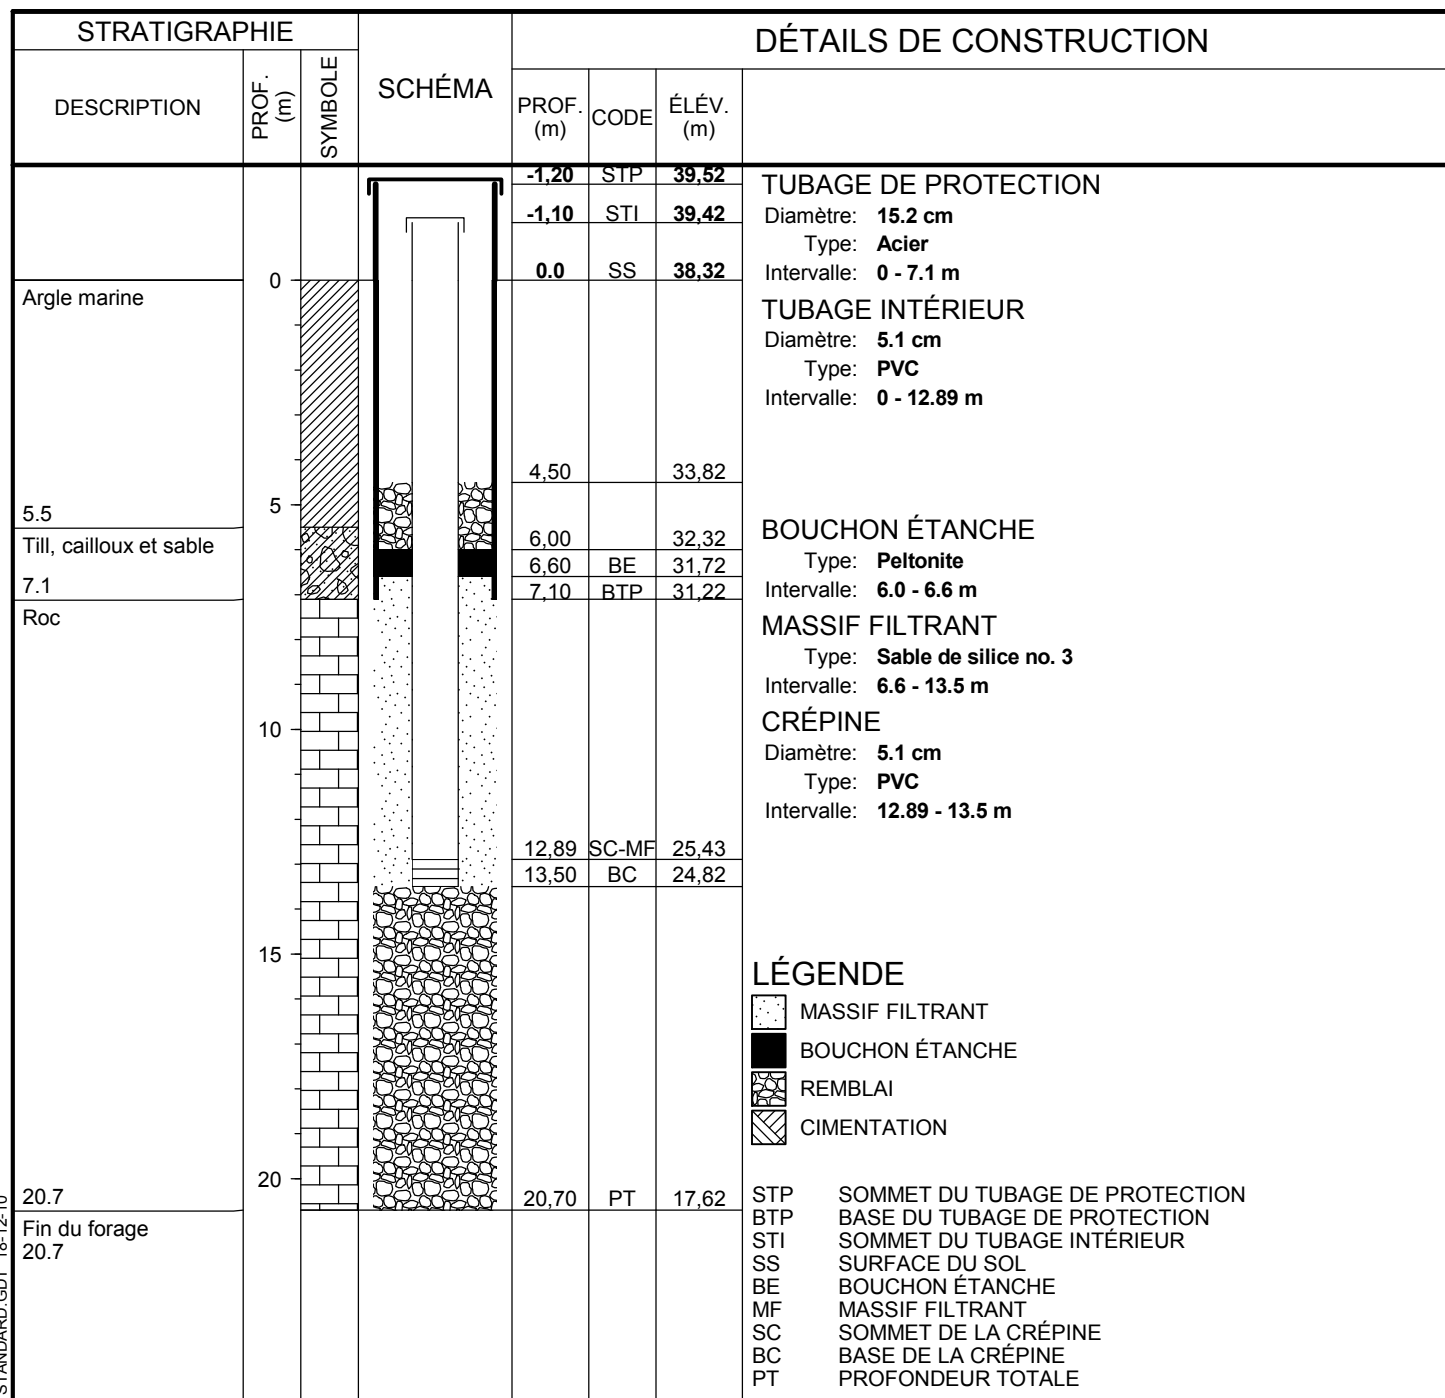 STRATIGRAPHIE
SCHÉMA
DÉTAILS DE CONSTRUCTION
DESCRIPTION
PROF. (m)
SYMBOLE
PROF. (m)
CODE
ÉLÉV. (m)
-1,20 STP 39,52
-1,10 STI 39,42
0.0 SS 38,32
4,50 33,82
6,00 32,32
6,60 BE 31,72
7,10 BTP 31,22
12,89 SC-MF 25,43
13,50 BC 24,82
20,70 PT 17,62
Argle marine
5.5
Till, cailloux et sable
7.1
Roc
20.7
Fin du forage
20.7
0
5
10
15
20
TUBAGE DE PROTECTION
Diamètre: 15.2 cm
Type: Acier
Intervalle: 0 - 7.1 m
TUBAGE INTÉRIEUR
Diamètre: 5.1 cm
Type: PVC
Intervalle: 0 - 12.89 m
BOUCHON ÉTANCHE
Type: Peltonite
Intervalle: 6.0 - 6.6 m
MASSIF FILTRANT
Type: Sable de silice no. 3
Intervalle: 6.6 - 13.5 m
CRÉPINE
Diamètre: 5.1 cm
Type: PVC
Intervalle: 12.89 - 13.5 m
LÉGENDE
MASSIF FILTRANT
BOUCHON ÉTANCHE
REMBLAI
CIMENTATION
STP SOMMET DU TUBAGE DE PROTECTION
BTP BASE DU TUBAGE DE PROTECTION
STI SOMMET DU TUBAGE INTÉRIEUR
SS SURFACE DU SOL
BE BOUCHON ÉTANCHE
MF MASSIF FILTRANT
SC SOMMET DE LA CRÉPINE
BC BASE DE LA CRÉPINE
PT PROFONDEUR TOTALE
STANDARD.GDT 18-12-10